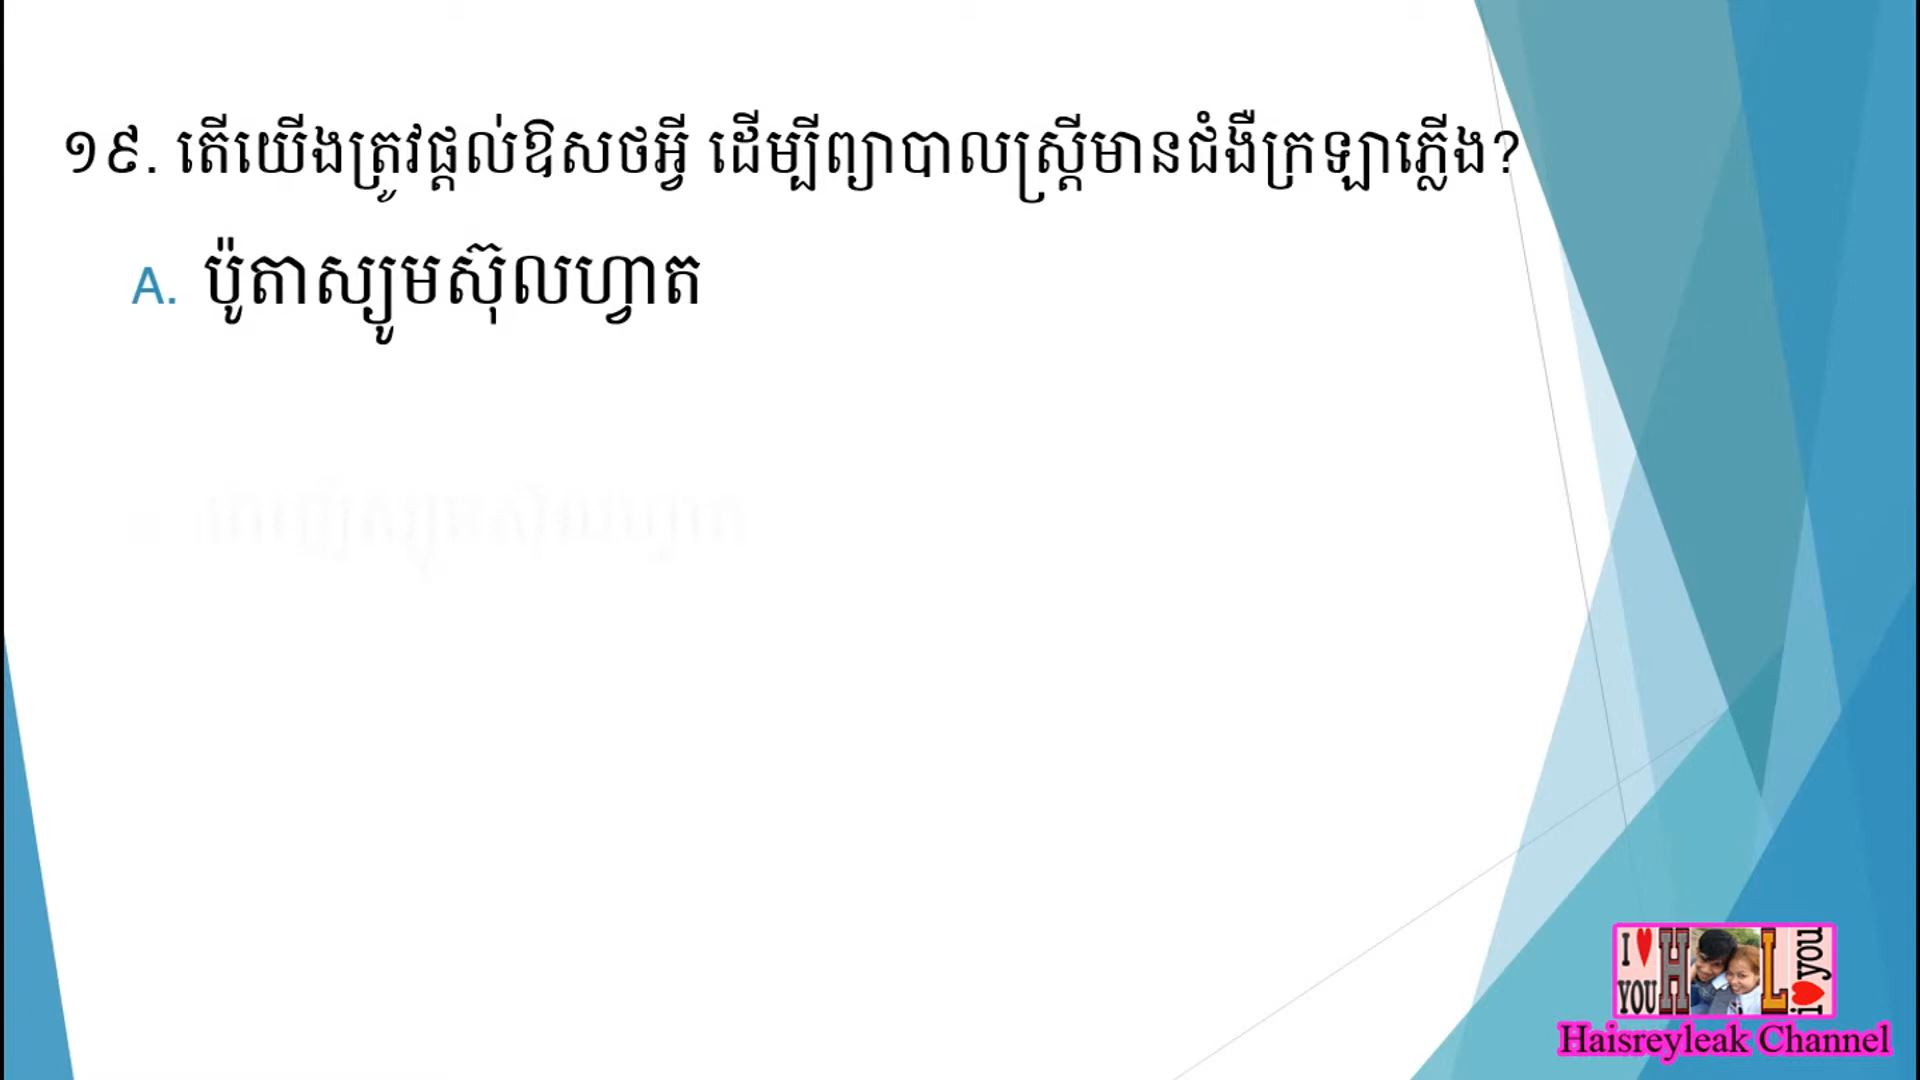 ១៩. តើយើងត្រូវផ្តល់ឱសថអ្វី ដើម្បីព្យាបាលស្ត្រីមានជំងឺក្រឡាភ្លើង?
A. ប៉ូតាស្យូមស៊ុលហ្វាត
I ♥ YOU H L i ♥ you
Haisreyleak Channel